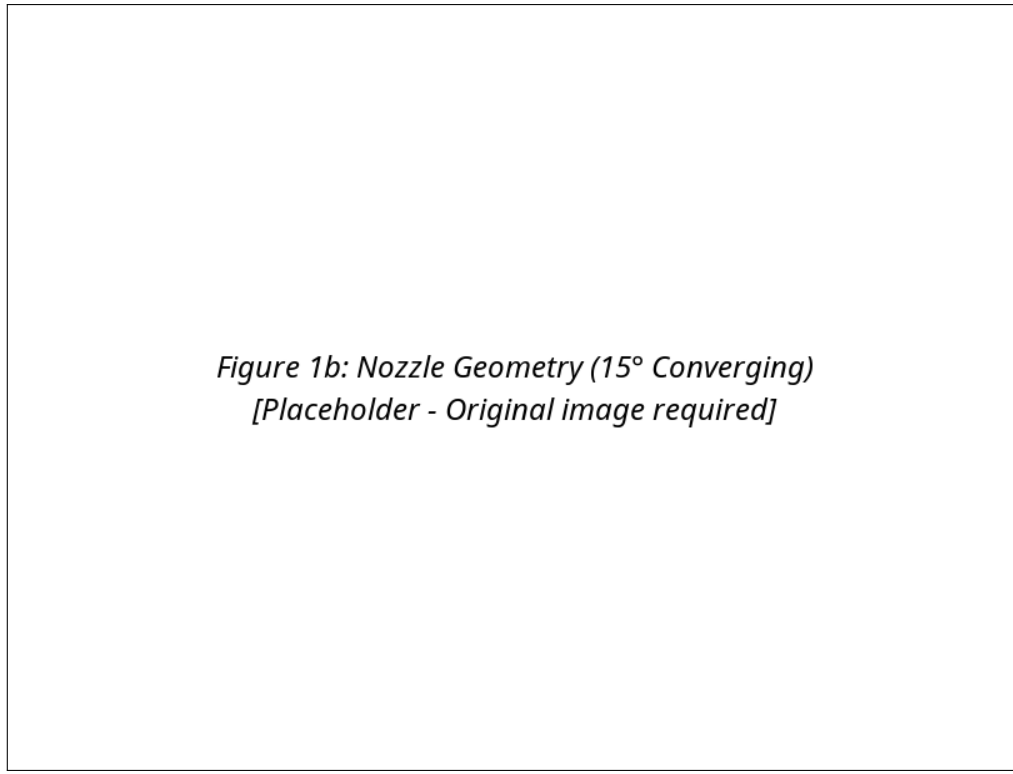 Figure 1b: Nozzle Geometry (15° Converging)
[Placeholder - Original image required]